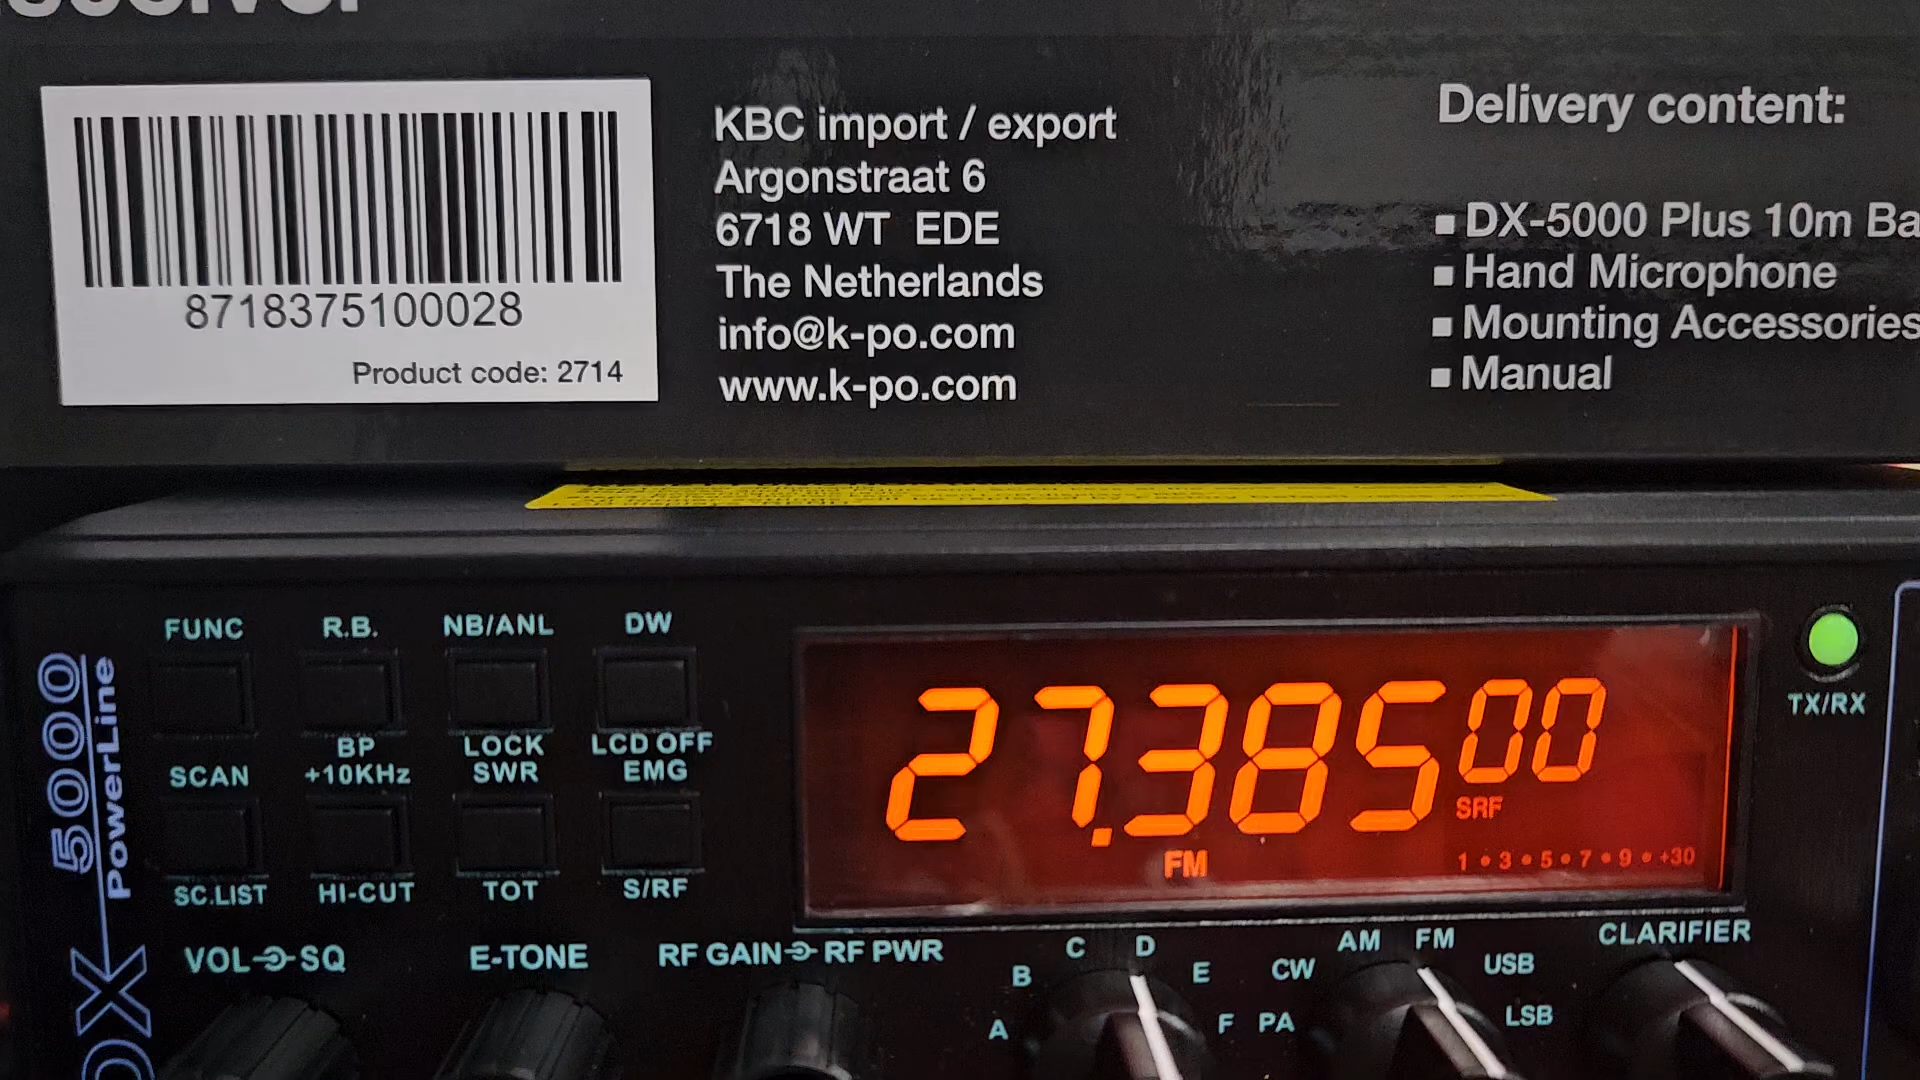 KBC import / export
Argonstraat 6
6718 WT EDE
The Netherlands
info@k-po.com
www.k-po.com
8718375100028
Product code: 2714
Delivery content:
▪ DX-5000 Plus 10m Ba
▪ Hand Microphone
▪ Mounting Accessories
▪ Manual
DX 5000
PowerLine
FUNC R.B. NB/ANL DW
BP LOCK LCD OFF
SCAN +10KHz SWR EMG
SC.LIST HI-CUT TOT S/RF
27.38500
SRF
FM
1 • 3 • 5 • 7 • 9 • +30
TX/RX
VOL SQ E-TONE RF GAIN RF PWR
A B C D E F
PA CW AM FM USB LSB
CLARIFIER